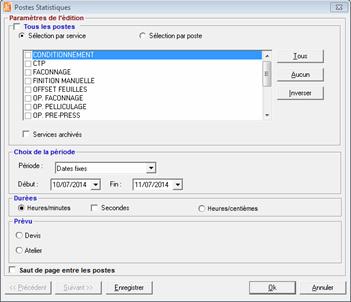 Postes Statistiques
Paramètres de l'édition
Tous les postes
Sélection par service Sélection par poste
CONDITIONNEMENT
CTP
FACONNAGE
FINITION MANUELLE
OFFSET FEUILLES
OP. FACONNAGE
OP. PELLICULAGE
OP. PRE-PRESS
Tous
Aucun
Inverser
Services archivés
Choix de la période
Période : Dates fixes
Début : 10/07/2014 Fin : 11/07/2014
Durées
Heures/minutes Secondes Heures/centièmes
Prévu
Devis
Atelier
Saut de page entre les postes
<< Précédent Suivant >> Enregistrer Ok Annuler